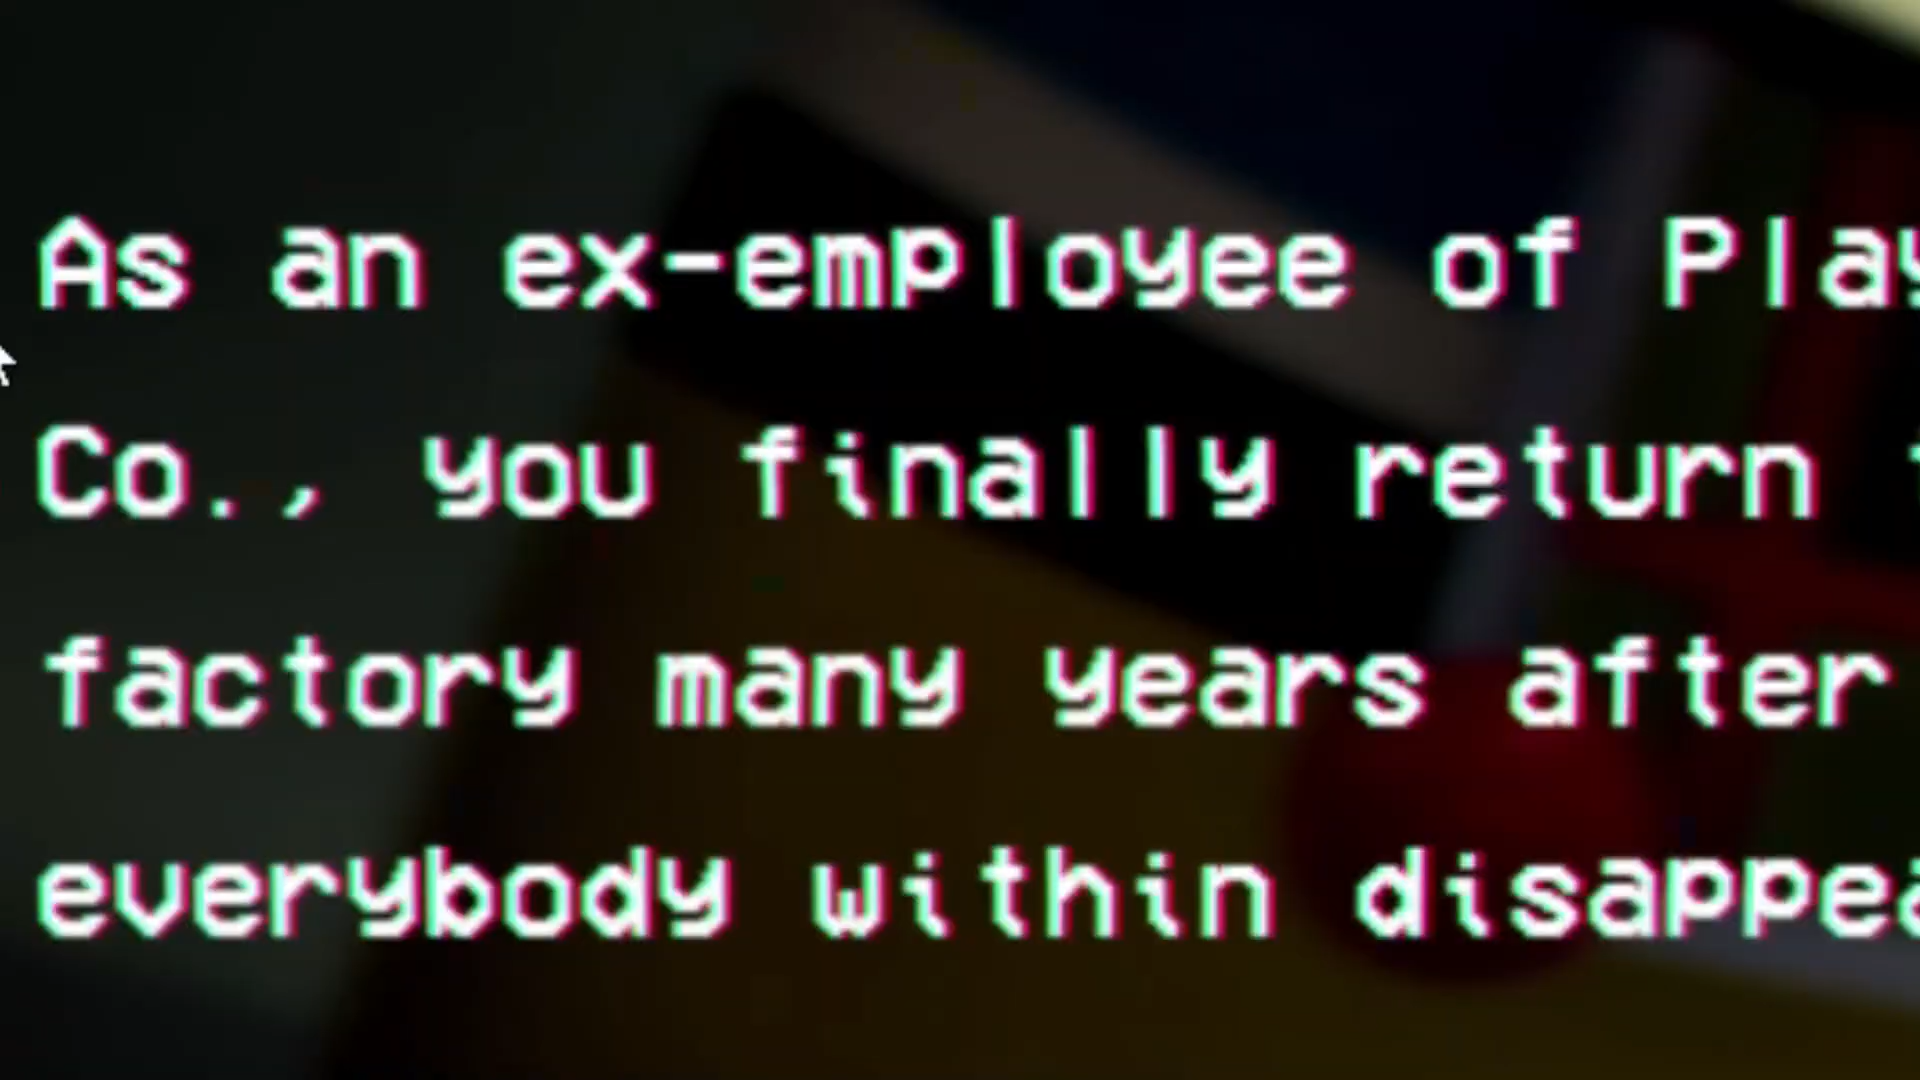 As an ex-employee of Play
Co., you finally return
factory many years after
everybody within disappea